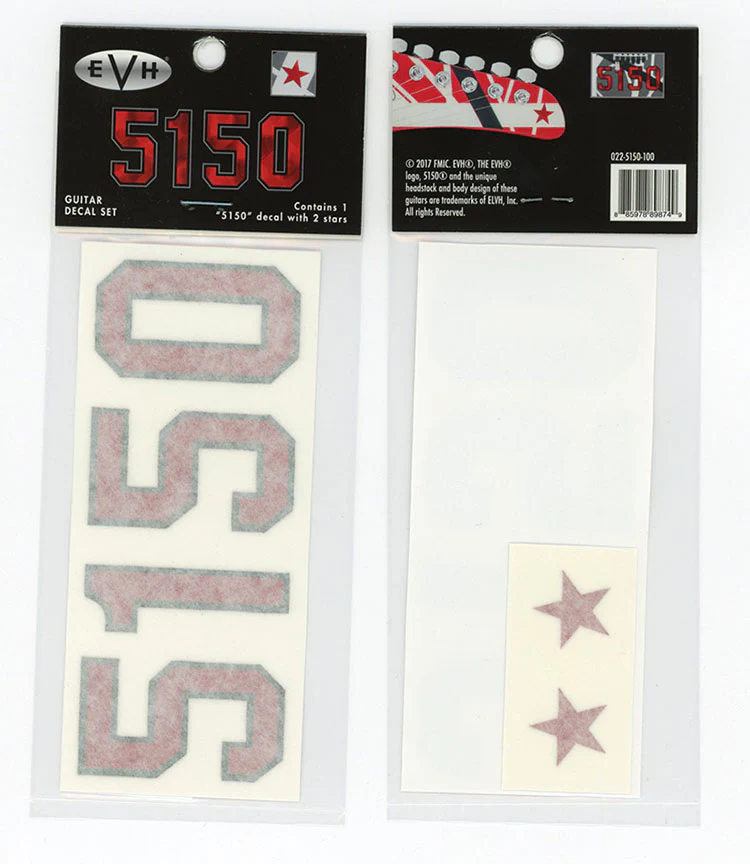 EVH
5150
GUITAR
DECAL SET
Contains 1
"5150" decal with 2 stars
5150
5150
022-5150-100
© 2017 FMIC. EVH®, THE EVH®
logo, 5150® and the unique
headstock and body design of these
guitars are trademarks of ELVH, Inc.
All rights Reserved.
8 85978 89874 9